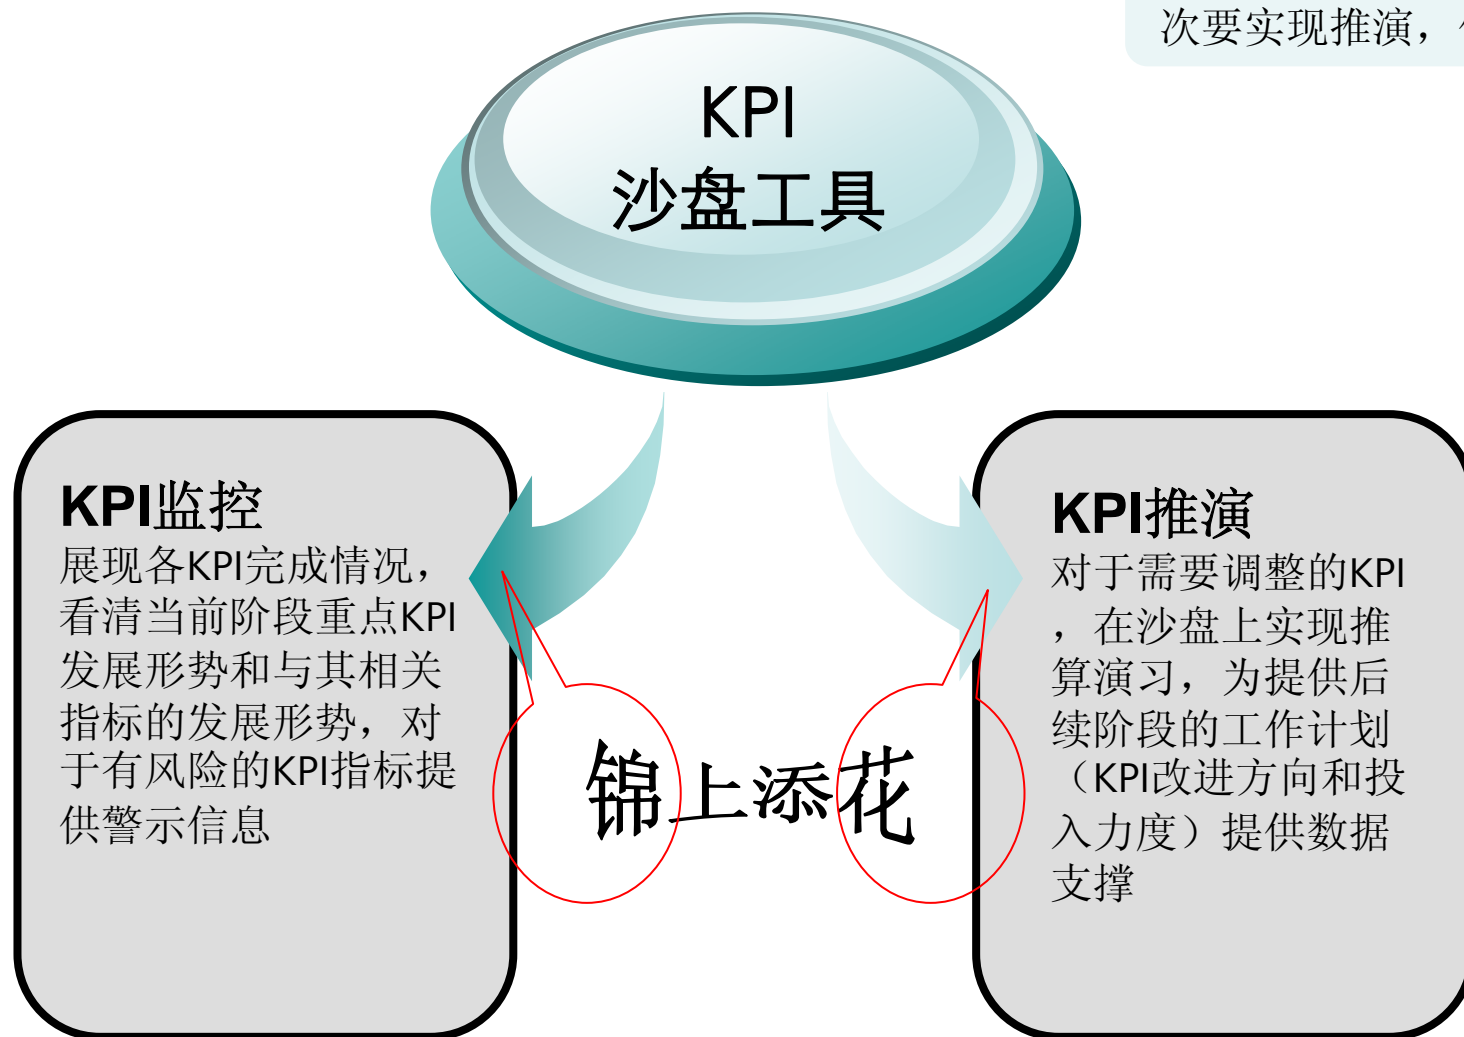 次要实现推演，
KPI
沙盘工具
KPI监控
展现各KPI完成情况，
看清当前阶段重点KPI
发展形势和与其相关
指标的发展形势，对
于有风险的KPI指标提
供警示信息
KPI推演
对于需要调整的KPI
，在沙盘上实现推
算演习，为提供后
续阶段的工作计划
（KPI改进方向和投
入力度）提供数据
支撑
锦上添花